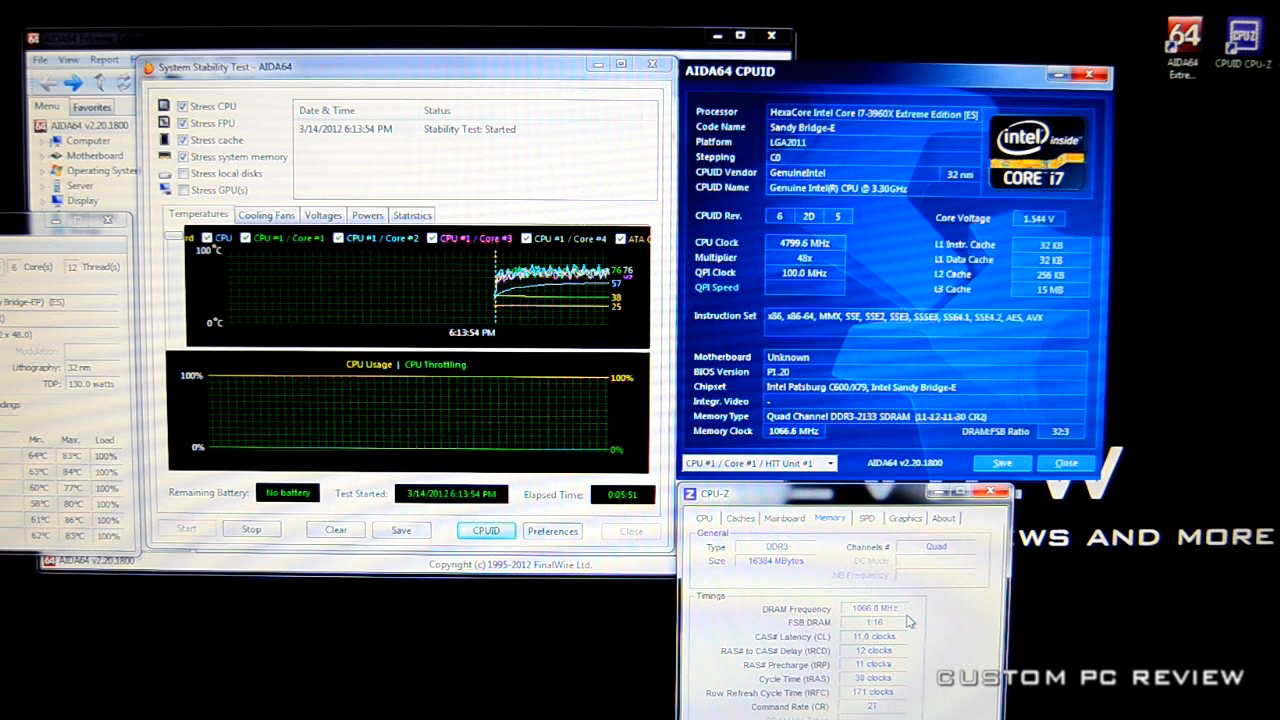 AIDA64 Extreme
File View Report
Menu Favorites
AIDA64 v2.20.1800
Computer
Motherboard
Operating Syste
Server
Display
6 Core(s) 12 Thread(s)
Bridge-EP) (ES)
x 48.0)
Modulation:
Lithography: 32 nm
TDP: 130.0 watts
dings
Min. Max. Load
64°C 83°C 100%
63°C 84°C 100%
60°C 77°C 100%
58°C 80°C 100%
61°C 86°C 100%
62°C 83°C 100%
AIDA64 v2.20.1800
Copyright (c) 1995-2012 FinalWire Ltd.
System Stability Test - AIDA64
Stress CPU
Stress FPU
Stress cache
Stress system memory
Stress local disks
Stress GPU(s)
Date & Time Status
3/14/2012 6:13:54 PM Stability Test: Started
Temperatures Cooling Fans Voltages Powers Statistics
rd CPU CPU #1 / Core #1 CPU #1 / Core #2 CPU #1 / Core #3 CPU #1 / Core #4 ATA
100°C
76 76
57
38
25
0°C
6:13:54 PM
CPU Usage | CPU Throttling
100% 100%
0% 0%
Remaining Battery: No battery Test Started: 3/14/2012 6:13:54 PM Elapsed Time: 0:05:51
Start Stop Clear Save CPUID Preferences Close
AIDA64 CPUID
Processor HexaCore Intel Core i7-3960X Extreme Edition [ES]
Code Name Sandy Bridge-E
Platform LGA2011
Stepping C0
CPUID Vendor GenuineIntel 32 nm
CPUID Name Genuine Intel(R) CPU @ 3.30GHz
intel inside™
CORE i7
CPUID Rev. 6 2D 5 Core Voltage 1.544 V
CPU Clock 4799.6 MHz L1 Instr. Cache 32 KB
Multiplier 48x L1 Data Cache 32 KB
QPI Clock 100.0 MHz L2 Cache 256 KB
QPI Speed L3 Cache 15 MB
Instruction Set x86, x86-64, MMX, SSE, SSE2, SSE3, SSSE3, SSE4.1, SSE4.2, AES, AVX
Motherboard Unknown
BIOS Version P1.20
Chipset Intel Patsburg C600/X79, Intel Sandy Bridge-E
Integr. Video -
Memory Type Quad Channel DDR3-2133 SDRAM (11-12-11-30 CR2)
Memory Clock 1066.6 MHz DRAM:FSB Ratio 32:3
CPU #1 / Core #1 / HTT Unit #1 AIDA64 v2.20.1800 Save Close
CPU-Z
CPU Caches Mainboard Memory SPD Graphics About
General
Type DDR3 Channels # Quad
Size 16384 MBytes DC Mode
NB Frequency
Timings
DRAM Frequency 1066.6 MHz
FSB:DRAM 1:16
CAS# Latency (CL) 11.0 clocks
RAS# to CAS# Delay (tRCD) 12 clocks
RAS# Precharge (tRP) 11 clocks
Cycle Time (tRAS) 30 clocks
Row Refresh Cycle Time (tRFC) 171 clocks
Command Rate (CR) 2T
64
AIDA64
Extre...
CPU-Z
CPUID CPU-Z
WS AND MORE
CUSTOM PC REVIEW